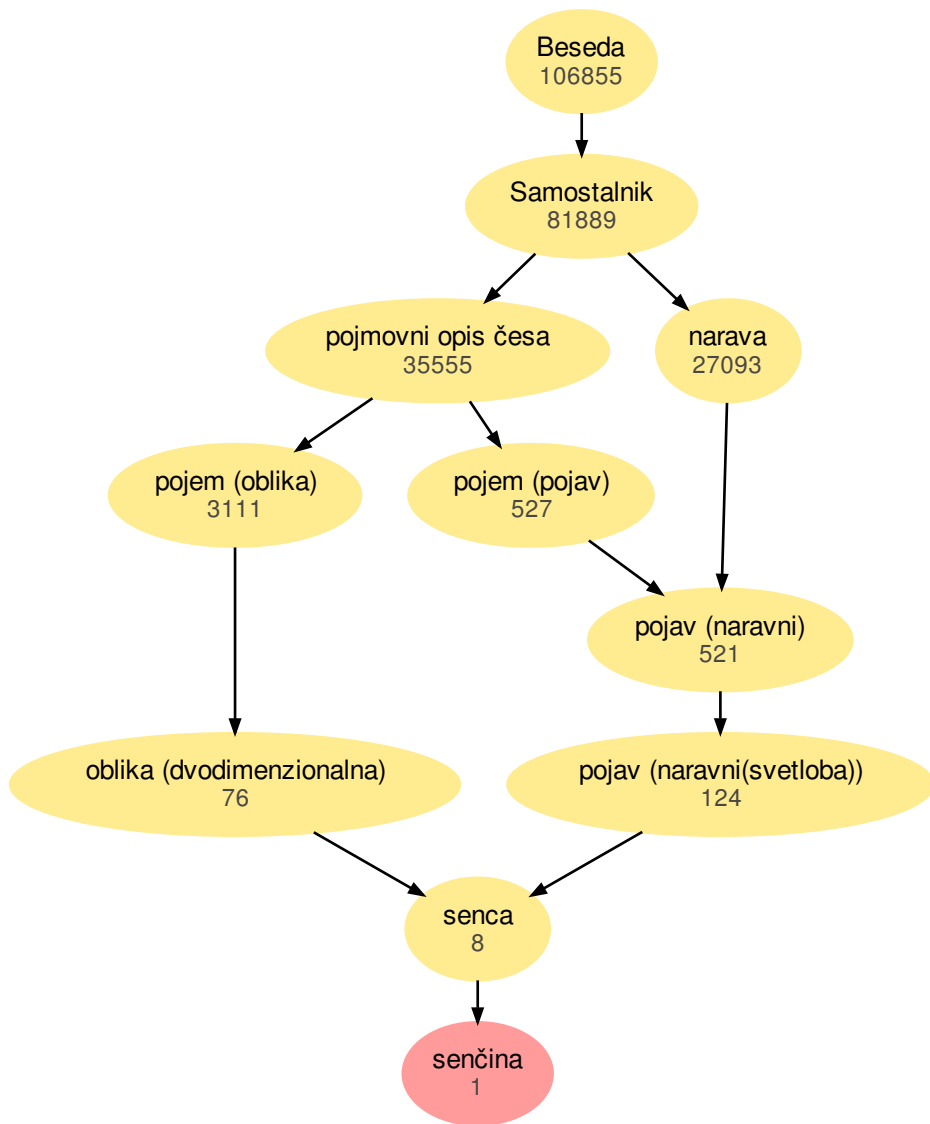 Beseda
106855
Samostalnik
81889
pojmovni opis česa
35555
narava
27093
pojem (oblika)
3111
pojem (pojav)
527
pojav (naravni)
521
oblika (dvodimenzionalna)
76
pojav (naravni(svetloba))
124
senca
8
senčina
1